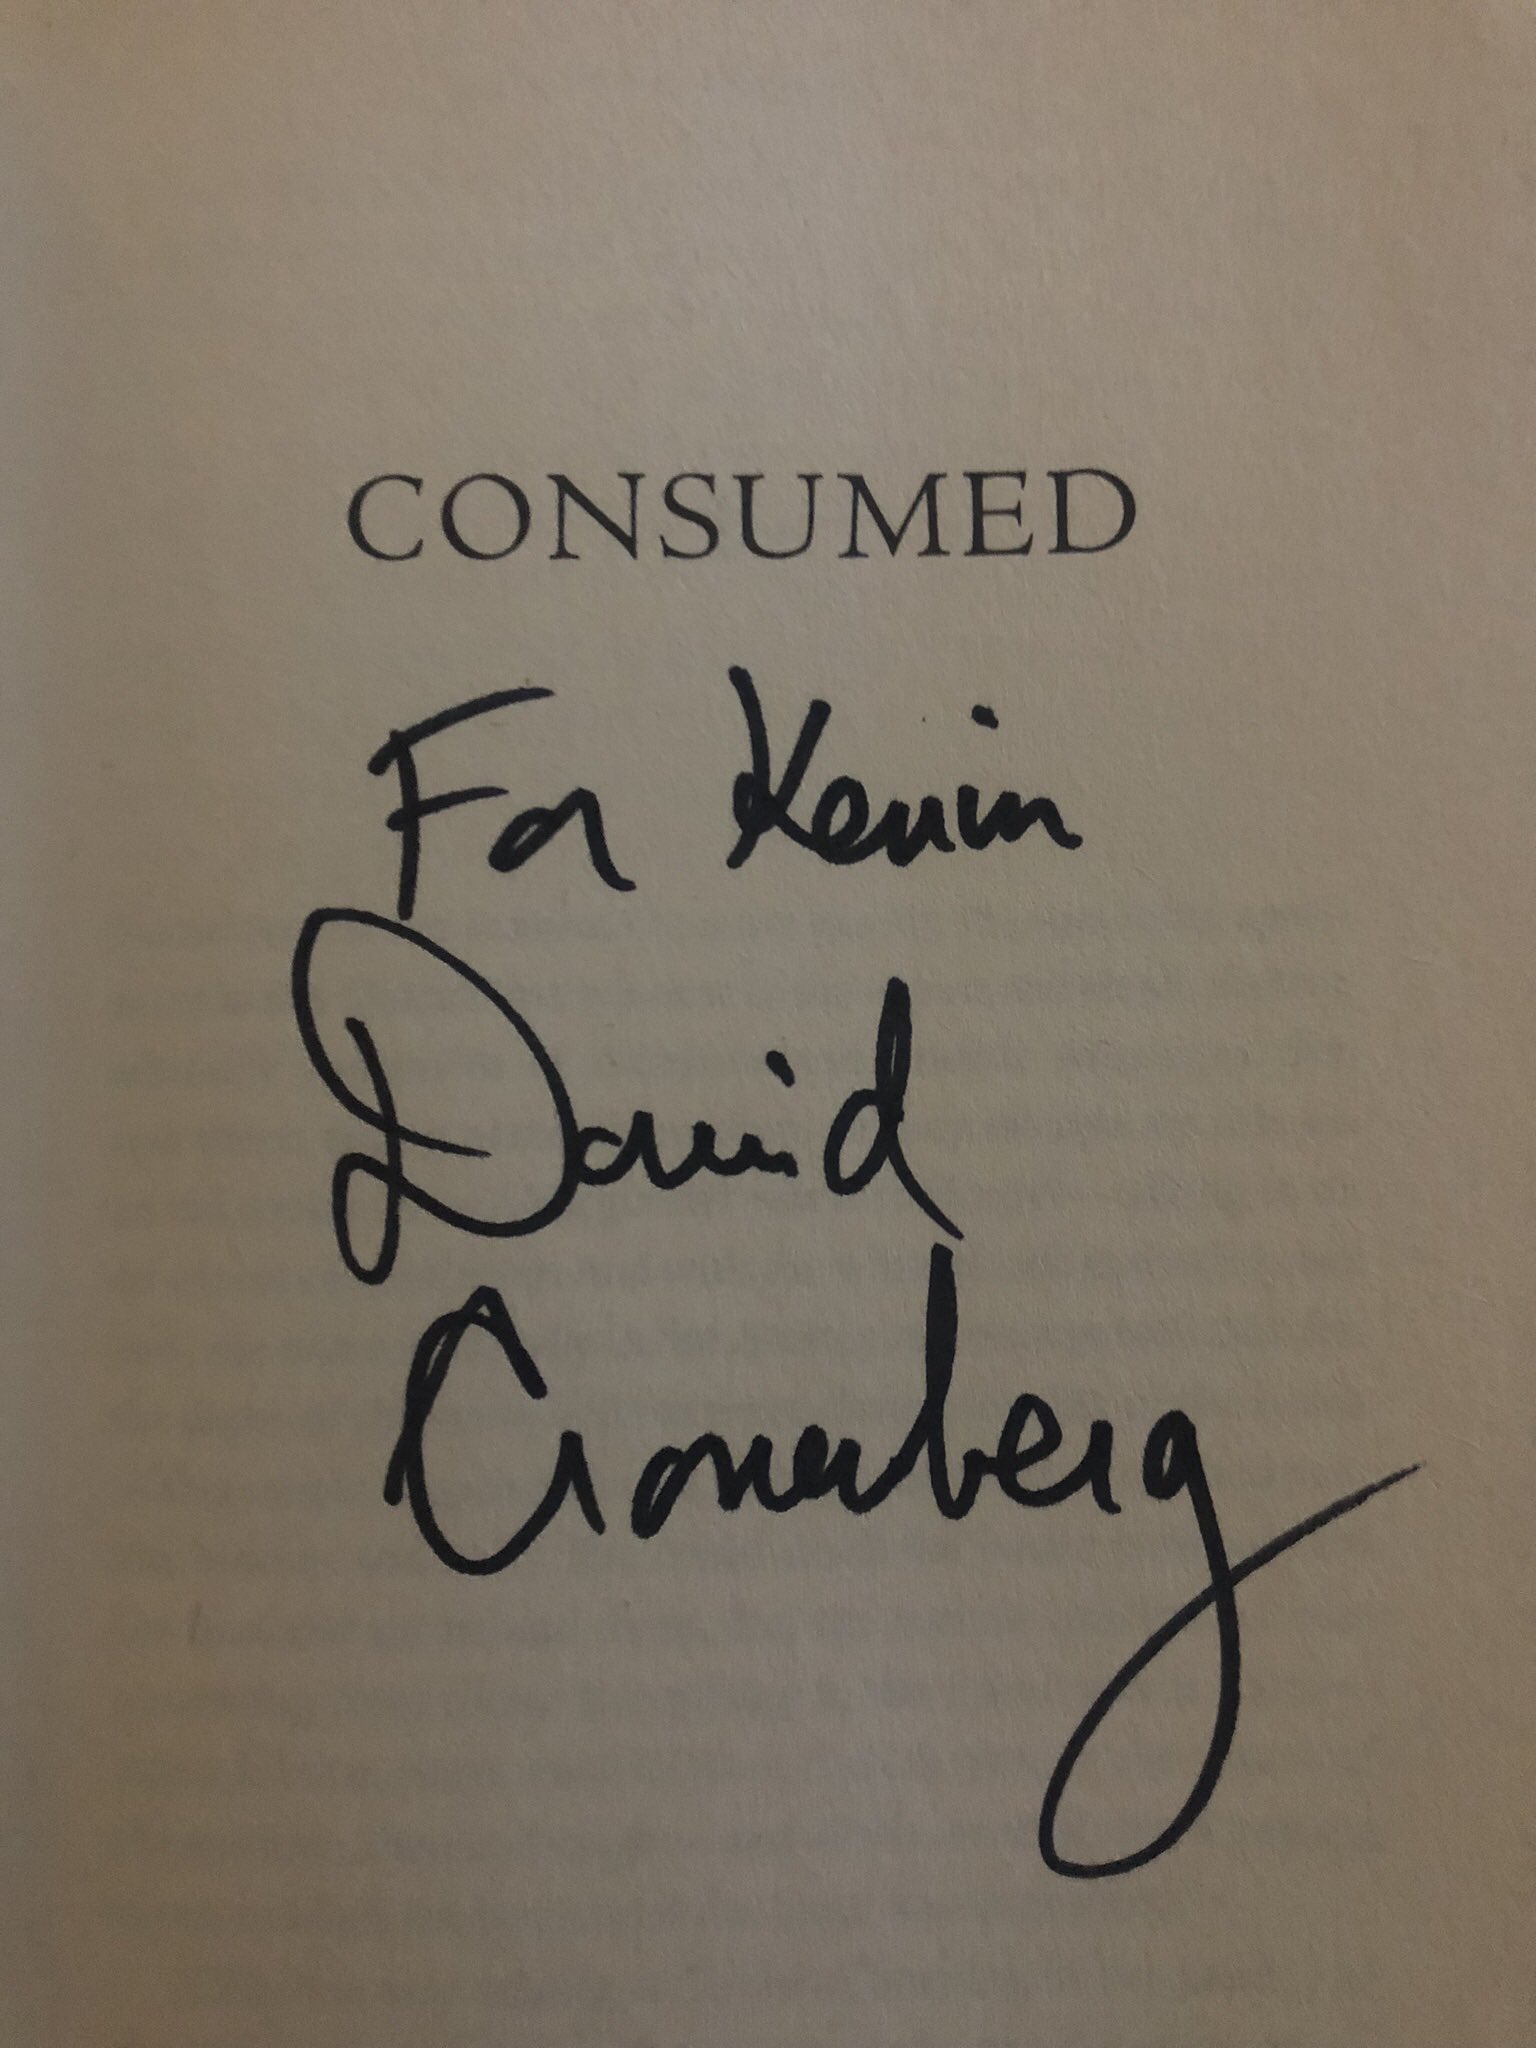 CONSUMED
For Kevin
David
Cronenberg